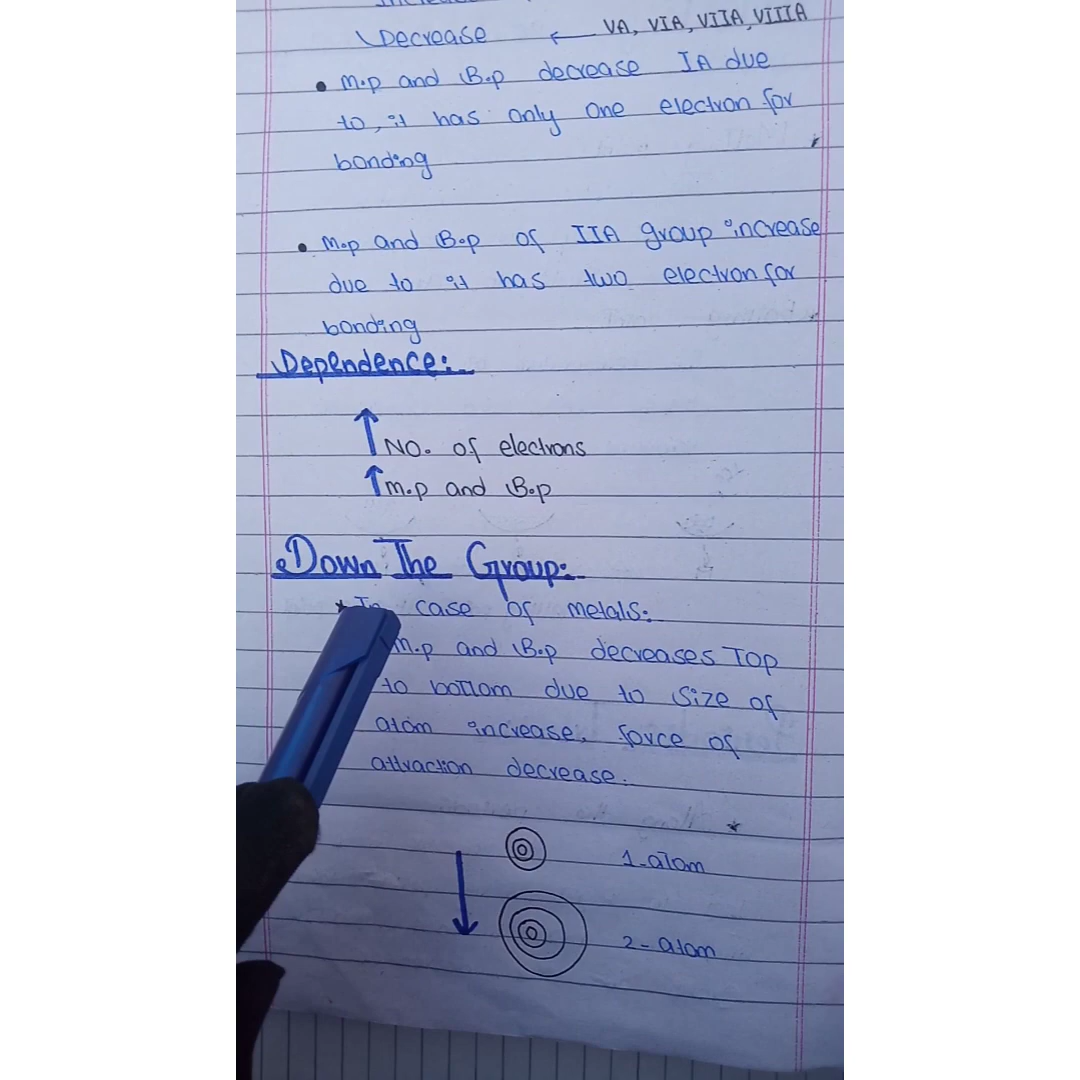 Decrease ← VA, VIA, VIIA, VIIIA
• M.p and B.p decrease IA due
to, it has only one electron for
bonding
• M.p and B.p of IIA group increase
due to it has two electron for
bonding
Dependence:-
↑ NO. of electrons
↑ m.p and B.p
Down The Group:-
* In case of metals:-
M.p and B.p decreases Top
to bottom due to size of
atom increase, force of
attraction decrease.
1-atom
2-atom